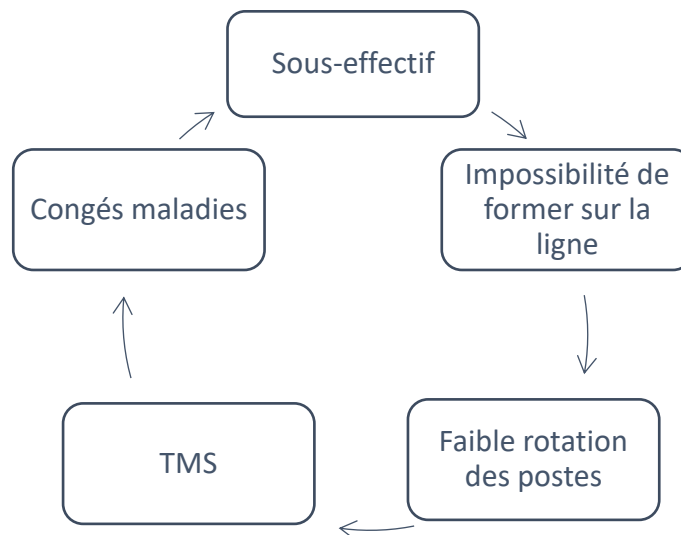 Sous-effectif
Impossibilité de
former sur la
ligne
Faible rotation
des postes
TMS
Congés maladies